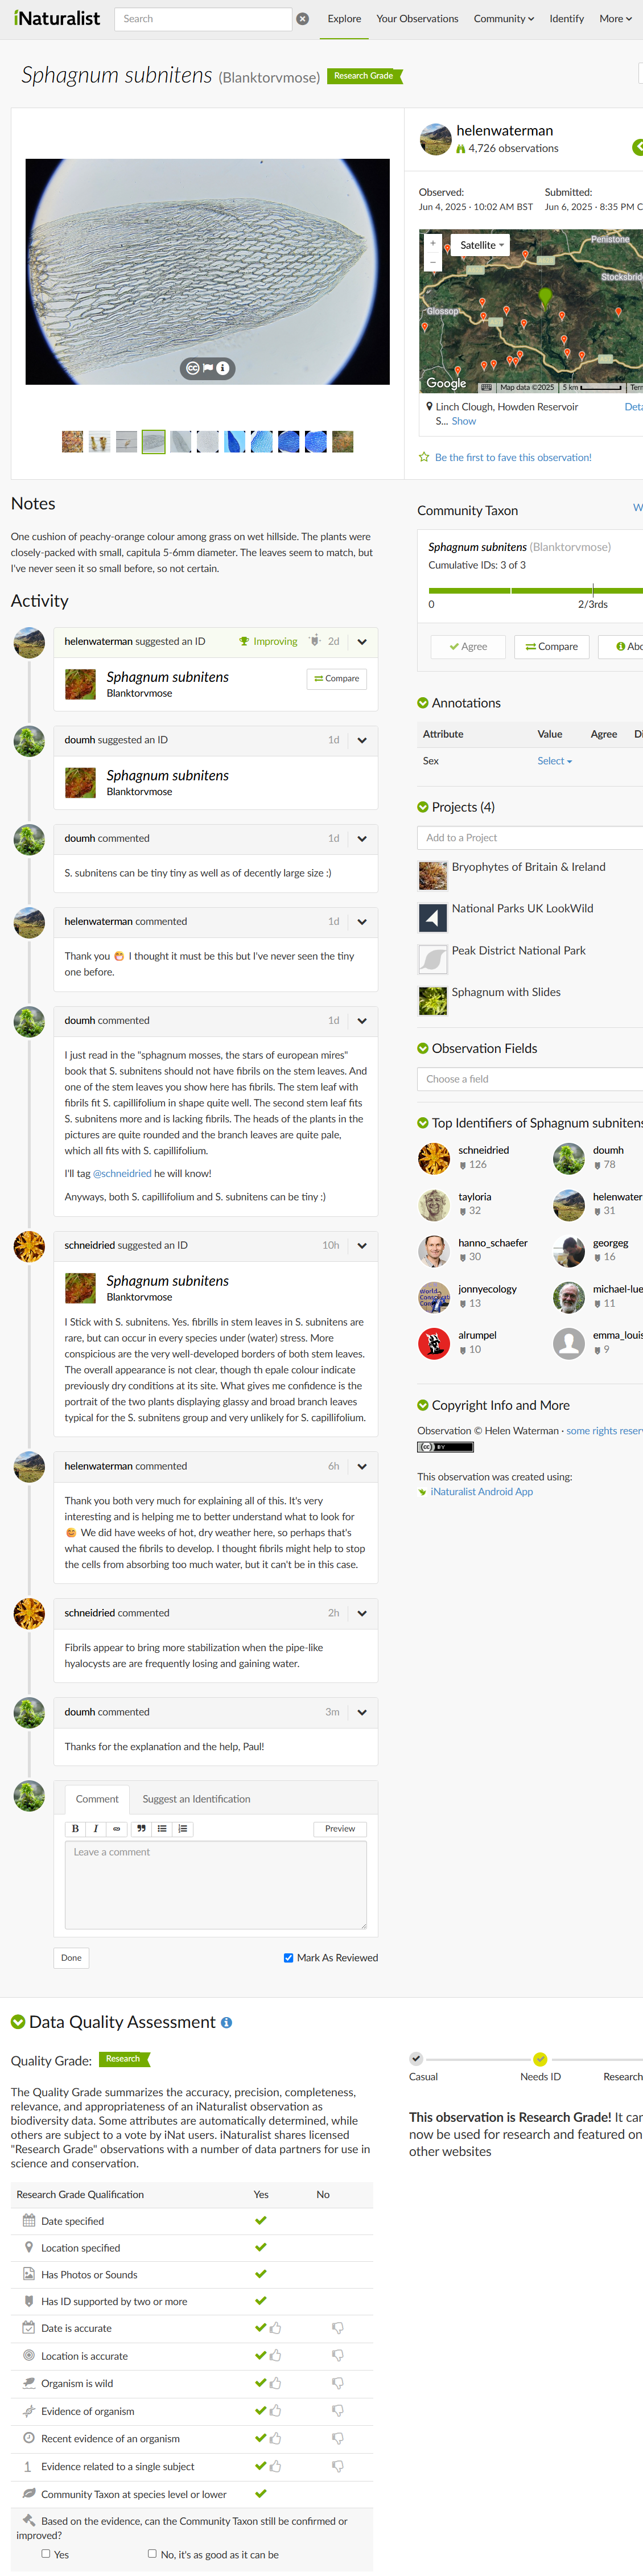 iNaturalist
Search
Explore
Your Observations
Community
Identify
More
Sphagnum subnitens (Blanktorvmose)
Research Grade
helenwaterman
4,726 observations
Observed:
Jun 4, 2025 · 10:02 AM BST
Submitted:
Jun 6, 2025 · 8:35 PM C
+
−
Satellite
Penistone
Stocksbridg
Glossop
Google
Map data ©2025
5 km
Terr
Linch Clough, Howden Reservoir
S... Show
Deta
Be the first to fave this observation!
Notes
One cushion of peachy-orange colour among grass on wet hillside. The plants were
closely-packed with small, capitula 5-6mm diameter. The leaves seem to match, but
I've never seen it so small before, so not certain.
Activity
helenwaterman suggested an ID
Improving
2d
Sphagnum subnitens
Blanktorvmose
Compare
doumh suggested an ID
1d
Sphagnum subnitens
Blanktorvmose
doumh commented
1d
S. subnitens can be tiny tiny as well as of decently large size :)
helenwaterman commented
1d
Thank you 😁 I thought it must be this but I've never seen the tiny
one before.
doumh commented
1d
I just read in the "sphagnum mosses, the stars of european mires"
book that S. subnitens should not have fibrils on the stem leaves. And
one of the stem leaves you show here has fibrils. The stem leaf with
fibrils fit S. capillifolium in shape quite well. The second stem leaf fits
S. subnitens more and is lacking fibrils. The heads of the plants in the
pictures are quite rounded and the branch leaves are quite pale,
which all fits with S. capillifolium.
I'll tag @schneidried he will know!
Anyways, both S. capillifolium and S. subnitens can be tiny :)
schneidried suggested an ID
10h
Sphagnum subnitens
Blanktorvmose
I Stick with S. subnitens. Yes. fibrills in stem leaves in S. subnitens are
rare, but can occur in every species under (water) stress. More
conspicious are the very well-developed borders of both stem leaves.
The overall appearance is not clear, though th epale colour indicate
previously dry conditions at its site. What gives me confidence is the
portrait of the two plants displaying glassy and broad branch leaves
typical for the S. subnitens group and very unlikely for S. capillifolium.
helenwaterman commented
6h
Thank you both very much for explaining all of this. It's very
interesting and is helping me to better understand what to look for
😊 We did have weeks of hot, dry weather here, so perhaps that's
what caused the fibrils to develop. I thought fibrils might help to stop
the cells from absorbing too much water, but it can't be in this case.
schneidried commented
2h
Fibrils appear to bring more stabilization when the pipe-like
hyalocysts are are frequently losing and gaining water.
doumh commented
3m
Thanks for the explanation and the help, Paul!
Comment
Suggest an Identification
B
I
Preview
Leave a comment
Done
Mark As Reviewed
Community Taxon
W
Sphagnum subnitens (Blanktorvmose)
Cumulative IDs: 3 of 3
0
2/3rds
Agree
Compare
Abo
Annotations
Attribute
Value
Agree
Di
Sex
Select
Projects (4)
Add to a Project
Bryophytes of Britain & Ireland
National Parks UK LookWild
Peak District National Park
Sphagnum with Slides
Observation Fields
Choose a field
Top Identifiers of Sphagnum subnitens
schneidried
126
doumh
78
tayloria
32
helenwater
31
hanno_schaefer
30
georgeg
16
jonnyecology
13
michael-lue
11
alrumpel
10
emma_louis
9
Copyright Info and More
Observation © Helen Waterman · some rights reser
cc BY
This observation was created using:
iNaturalist Android App
Data Quality Assessment
Quality Grade:
Research
The Quality Grade summarizes the accuracy, precision, completeness,
relevance, and appropriateness of an iNaturalist observation as
biodiversity data. Some attributes are automatically determined, while
others are subject to a vote by iNat users. iNaturalist shares licensed
"Research Grade" observations with a number of data partners for use in
science and conservation.
Research Grade Qualification
Yes
No
Date specified
Location specified
Has Photos or Sounds
Has ID supported by two or more
Date is accurate
Location is accurate
Organism is wild
Evidence of organism
Recent evidence of an organism
1 Evidence related to a single subject
Community Taxon at species level or lower
Based on the evidence, can the Community Taxon still be confirmed or
improved?
Yes
No, it's as good as it can be
Casual
Needs ID
Research
This observation is Research Grade! It can
now be used for research and featured on
other websites